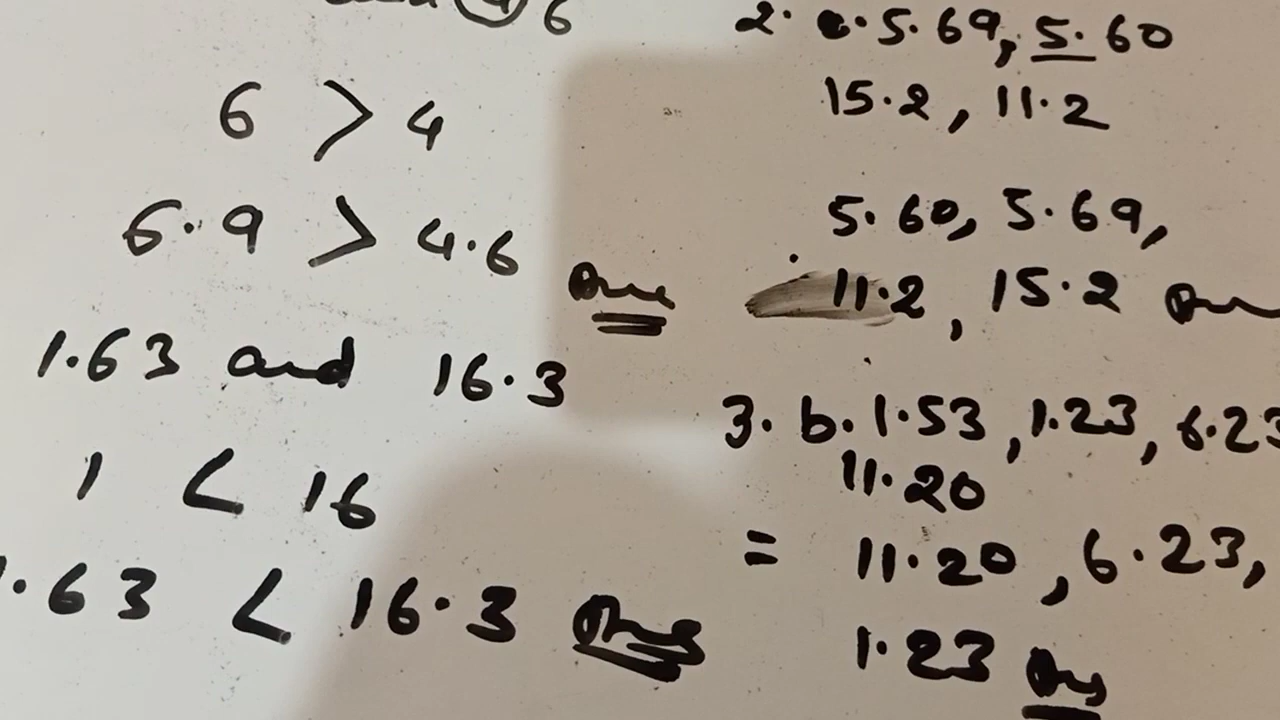 6
6 > 4
6.9 > 4.6 Ans
1.63 and 16.3
1 < 16
.63 < 16.3 Ans
2. a. 5.69, 5.60
15.2, 11.2
5.60, 5.69,
11.2, 15.2 Ans
3. b. 1.53, 1.23, 6.23
11.20
= 11.20, 6.23,
1.23 Ans